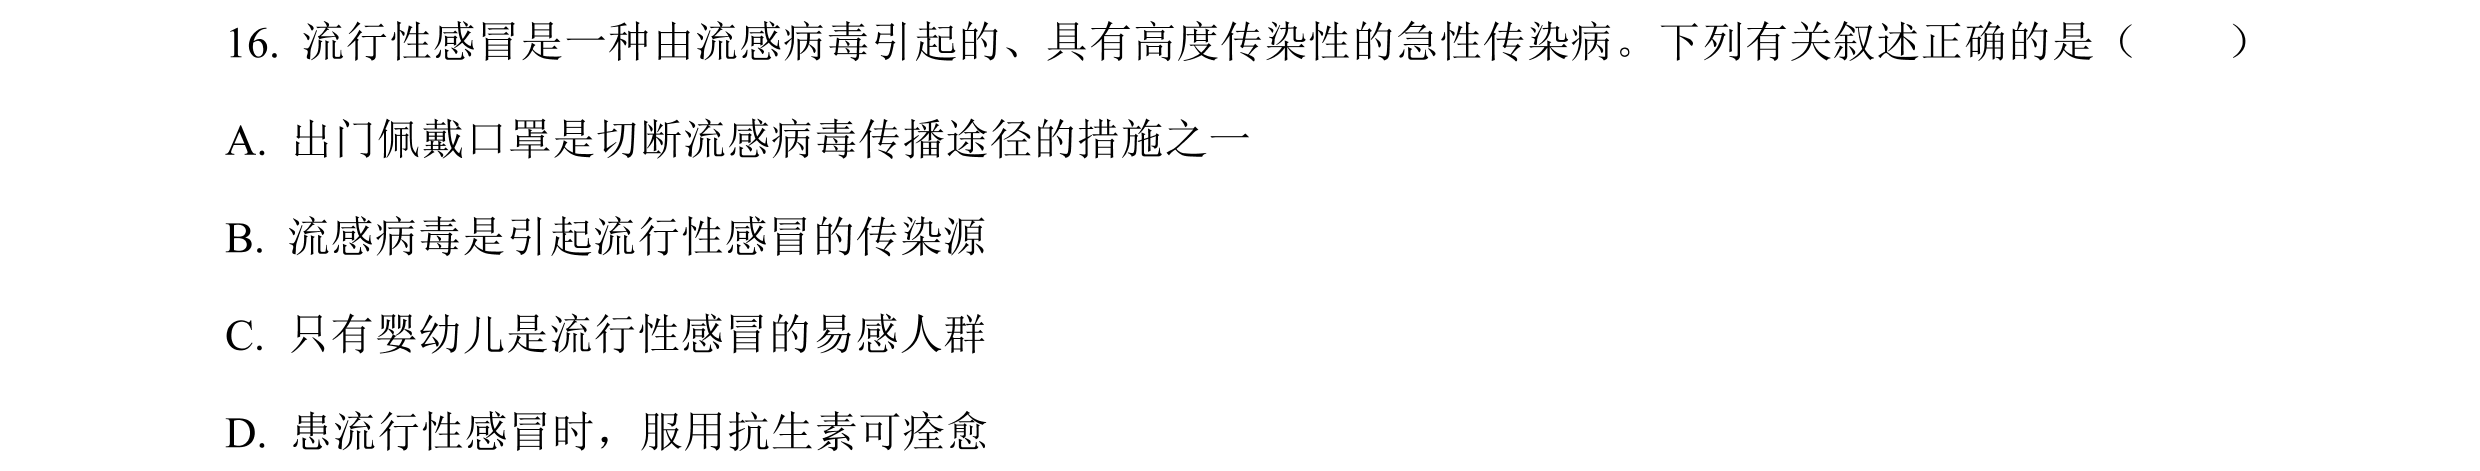 16. 流行性感冒是一种由流感病毒引起的、具有高度传染性的急性传染病。下列有关叙述正确的是（　　）
A. 出门佩戴口罩是切断流感病毒传播途径的措施之一
B. 流感病毒是引起流行性感冒的传染源
C. 只有婴幼儿是流行性感冒的易感人群
D. 患流行性感冒时，服用抗生素可痊愈